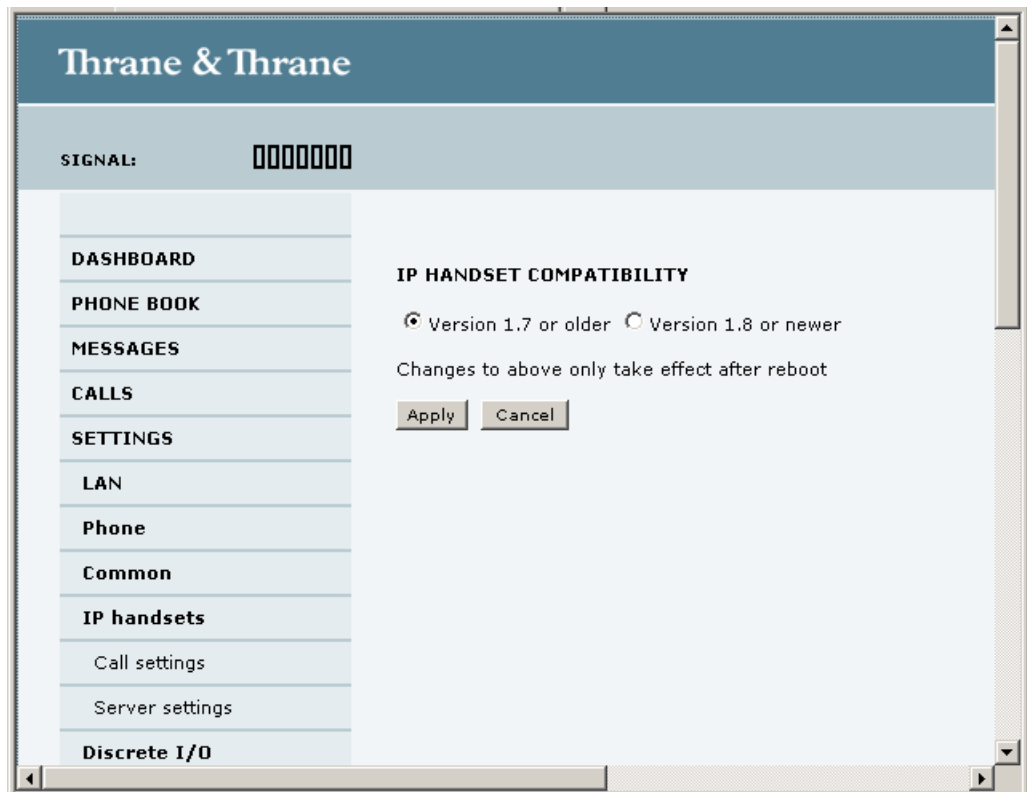 Thrane & Thrane
SIGNAL:
DASHBOARD
PHONE BOOK
MESSAGES
CALLS
SETTINGS
LAN
Phone
Common
IP handsets
Call settings
Server settings
Discrete I/O
IP HANDSET COMPATIBILITY
Version 1.7 or older Version 1.8 or newer
Changes to above only take effect after reboot
Apply Cancel